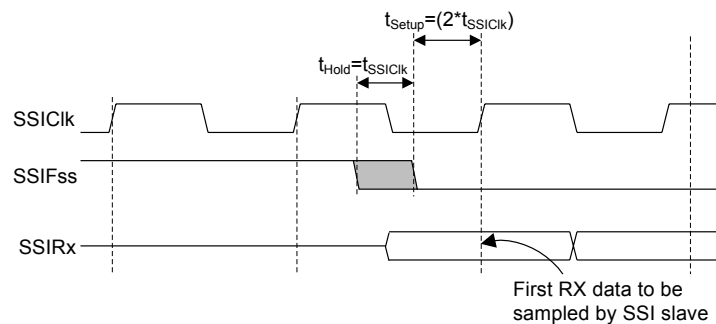 tSetup=(2*tSSIClk)
tHold=tSSIClk
SSIClk
SSIFss
SSIRx
First RX data to be
sampled by SSI slave